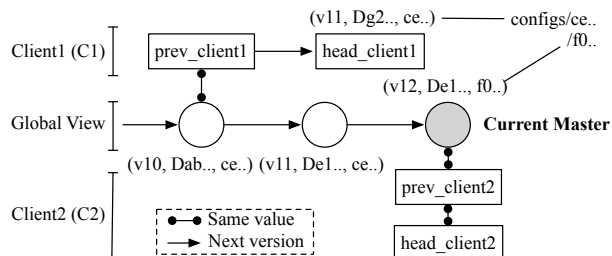 (v11, Dg2.., ce..)
configs/ce..
/f0..
Client1 (C1)
prev_client1
head_client1
(v12, De1.., f0..)
Global View
Current Master
(v10, Dab.., ce..)
(v11, De1.., ce..)
prev_client2
Client2 (C2)
Same value
Next version
head_client2